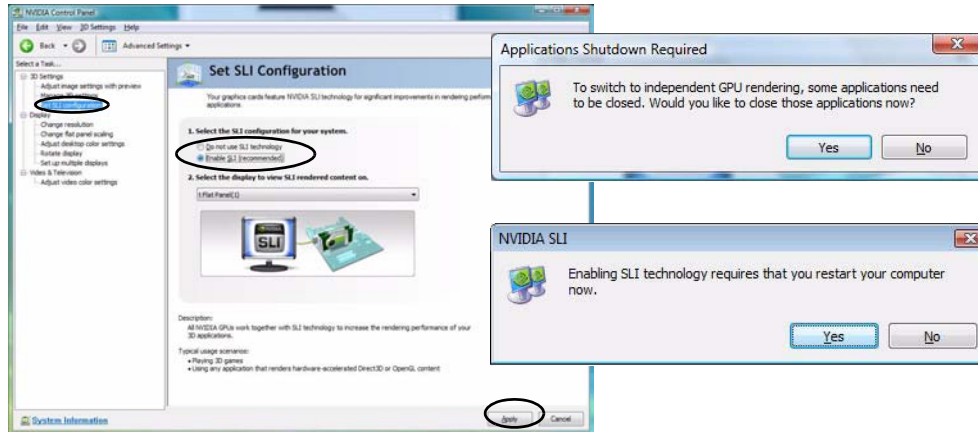 NVIDIA Control Panel
File Edit View 3D Settings Help
Back
Advanced Settings
Select a Task...
3D Settings
Adjust image settings with preview
Manage 3D settings
Set SLI configuration
Display
Change resolution
Change flat panel scaling
Adjust desktop color settings
Rotate display
Set up multiple displays
Video & Television
Adjust video color settings
System Information
Set SLI Configuration
Your graphics cards feature NVIDIA SLI technology for significant improvements in rendering perform
applications.
1. Select the SLI configuration for your system.
Do not use SLI technology
Enable SLI (recommended)
2. Select the display to view SLI rendered content on.
Flat Panel(1)
SLI
Description:
All NVIDIA GPUs work together with SLI technology to increase the rendering performance of your
3D applications.
Typical usage scenarios:
• Playing 3D games
• Using any application that renders hardware-accelerated Direct3D or OpenGL content
Apply
Cancel
Applications Shutdown Required
To switch to independent GPU rendering, some applications need
to be closed. Would you like to close those applications now?
Yes
No
NVIDIA SLI
Enabling SLI technology requires that you restart your computer
now.
Yes
No